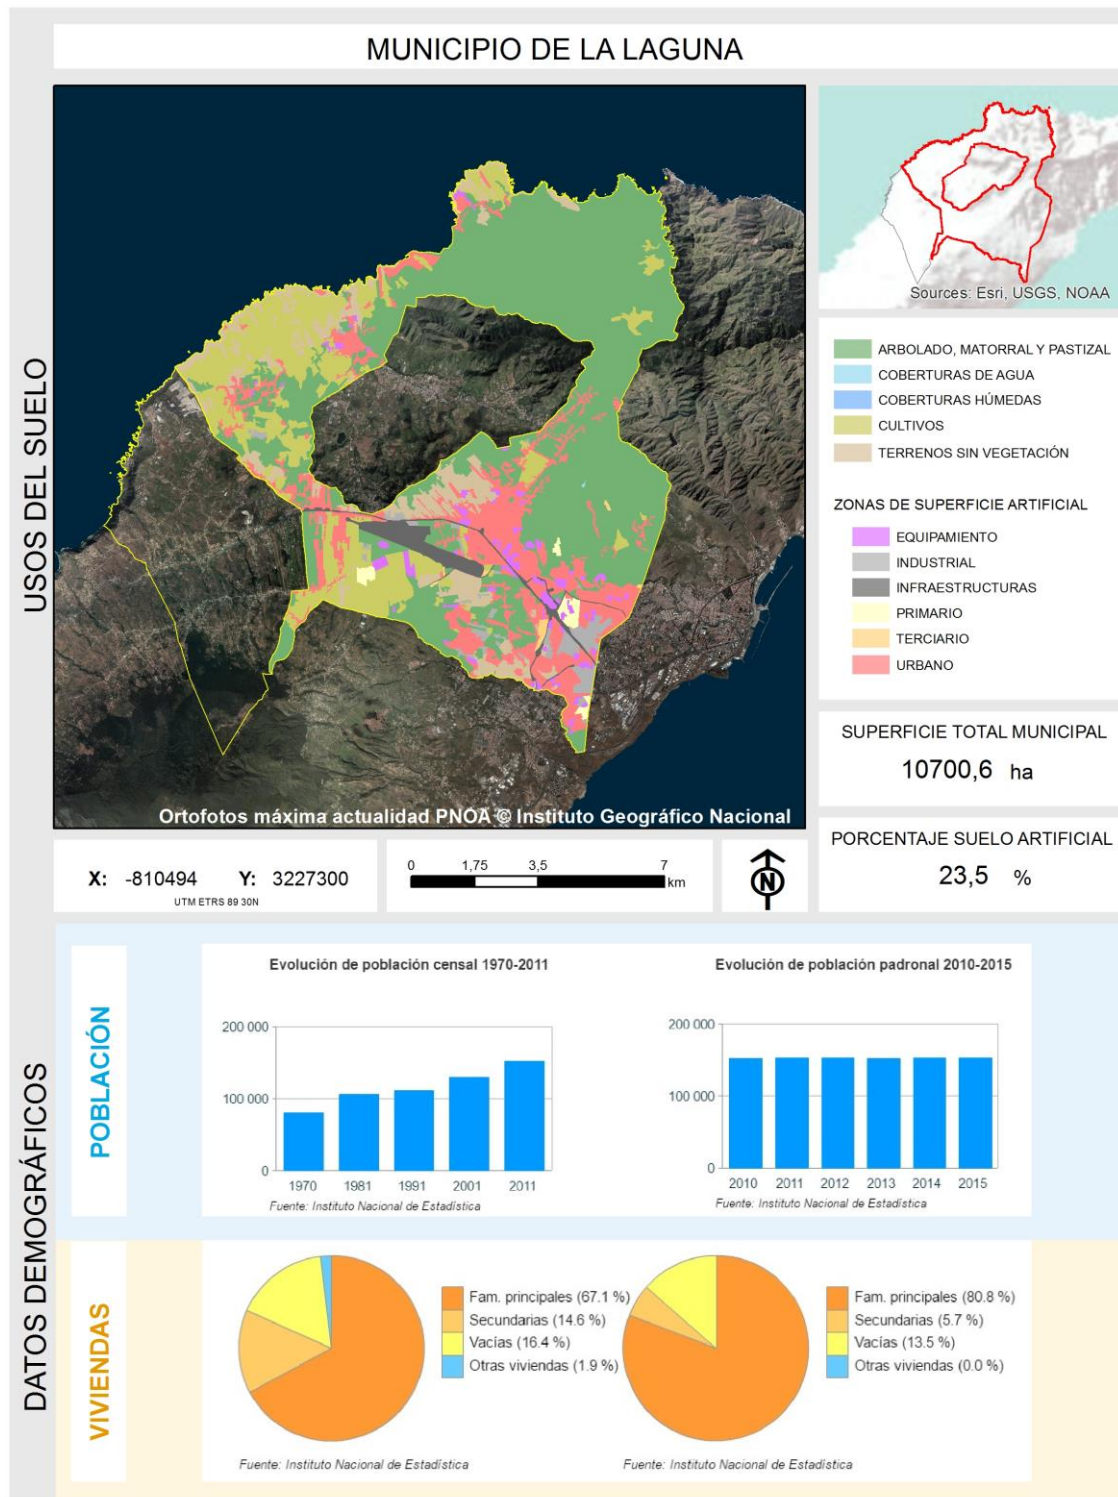 MUNICIPIO DE LA LAGUNA
USOS DEL SUELO
Ortofotos máxima actualidad PNOA © Instituto Geográfico Nacional
Sources: Esri, USGS, NOAA
ARBOLADO, MATORRAL Y PASTIZAL
COBERTURAS DE AGUA
COBERTURAS HÚMEDAS
CULTIVOS
TERRENOS SIN VEGETACIÓN
ZONAS DE SUPERFICIE ARTIFICIAL
EQUIPAMIENTO
INDUSTRIAL
INFRAESTRUCTURAS
PRIMARIO
TERCIARIO
URBANO
SUPERFICIE TOTAL MUNICIPAL
10700,6 ha
PORCENTAJE SUELO ARTIFICIAL
23,5 %
X: -810494 Y: 3227300
UTM ETRS 89 30N
0 1,75 3,5 7
km
N
DATOS DEMOGRÁFICOS
POBLACIÓN
Evolución de población censal 1970-2011
200 000
100 000
0
1970 1981 1991 2001 2011
Fuente: Instituto Nacional de Estadística
Evolución de población padronal 2010-2015
200 000
100 000
0
2010 2011 2012 2013 2014 2015
Fuente: Instituto Nacional de Estadística
VIVIENDAS
Fam. principales (67.1 %)
Secundarias (14.6 %)
Vacías (16.4 %)
Otras viviendas (1.9 %)
Fuente: Instituto Nacional de Estadística
Fam. principales (80.8 %)
Secundarias (5.7 %)
Vacías (13.5 %)
Otras viviendas (0.0 %)
Fuente: Instituto Nacional de Estadística